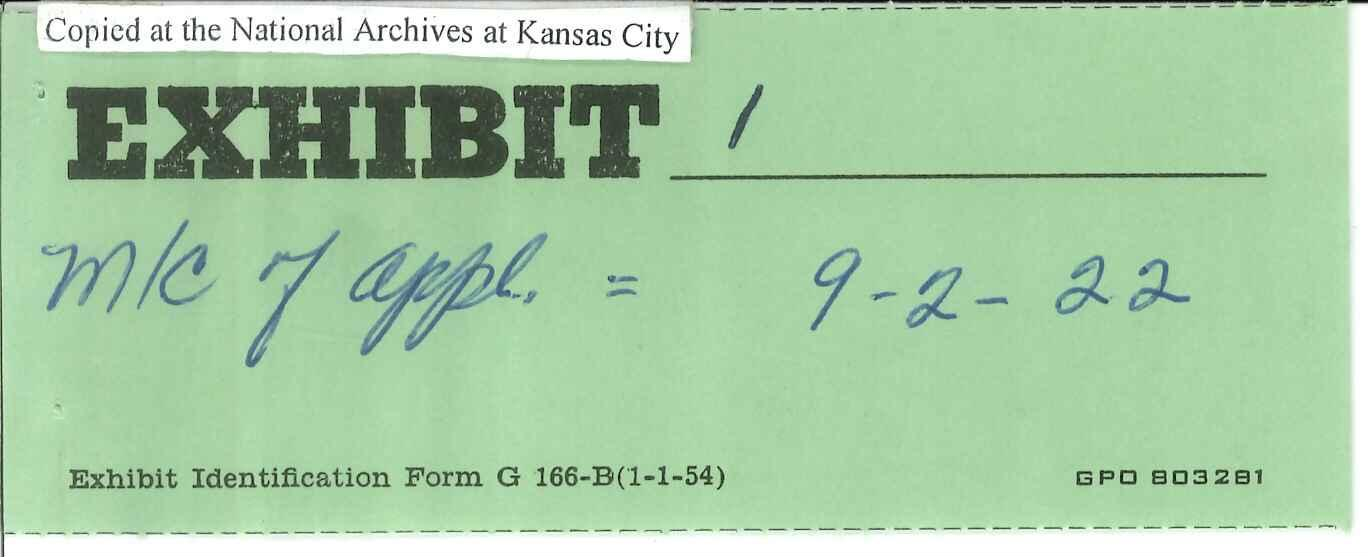 Copied at the National Archives at Kansas City
EXHIBIT 1
M/C of appl. = 9-2-22
Exhibit Identification Form G 166-B(1-1-54)
GPO 803281